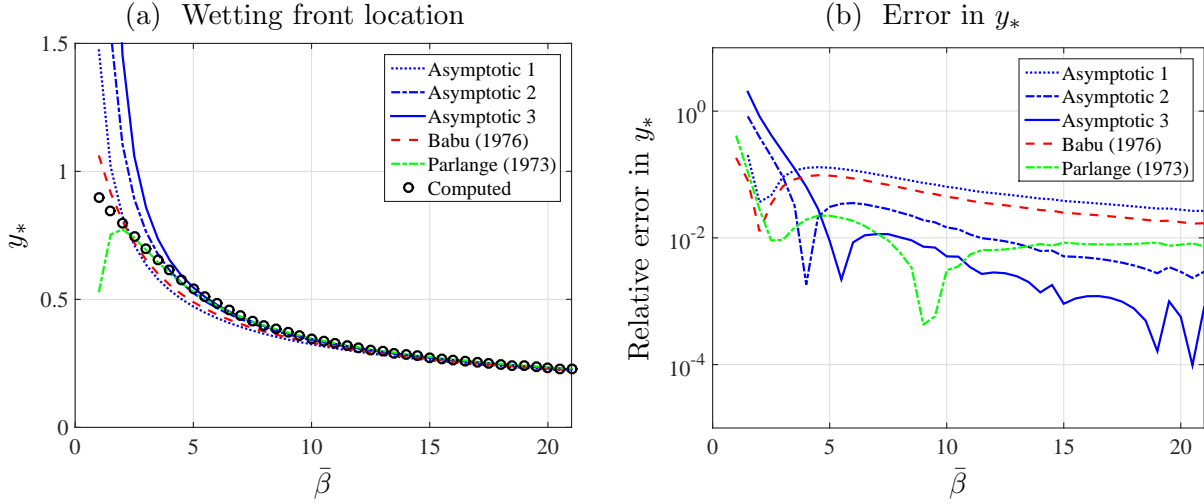 (a) Wetting front location
y∗
1.5
1
0.5
0
0 5 10 15 20
β̄
Asymptotic 1
Asymptotic 2
Asymptotic 3
Babu (1976)
Parlange (1973)
Computed
(b) Error in y∗
Relative error in y∗
10⁰
10⁻²
10⁻⁴
0 5 10 15 20
β̄
Asymptotic 1
Asymptotic 2
Asymptotic 3
Babu (1976)
Parlange (1973)